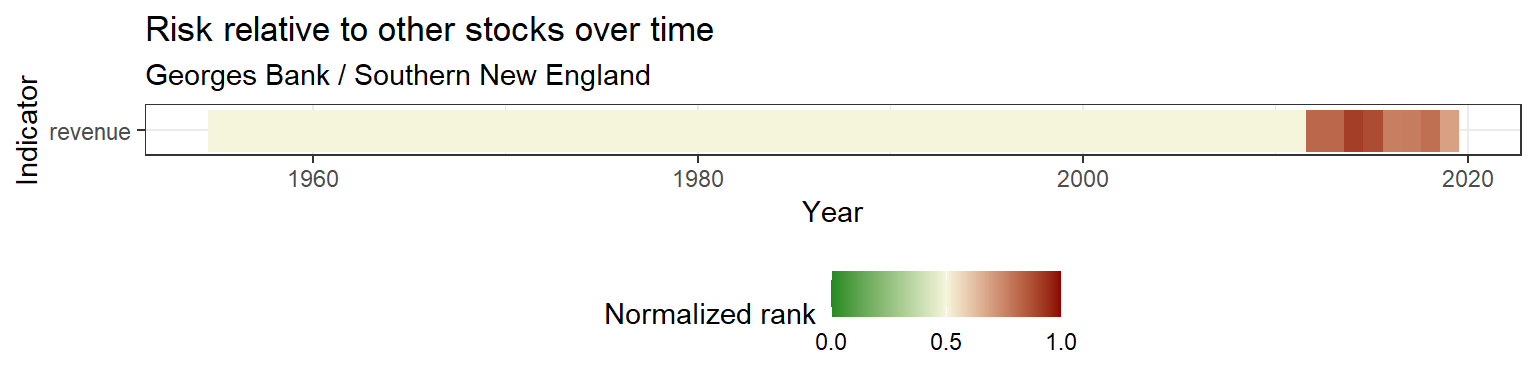 Risk relative to other stocks over time
Georges Bank / Southern New England
Indicator
revenue
1960 1980 2000 2020
Year
Normalized rank
0.0 0.5 1.0